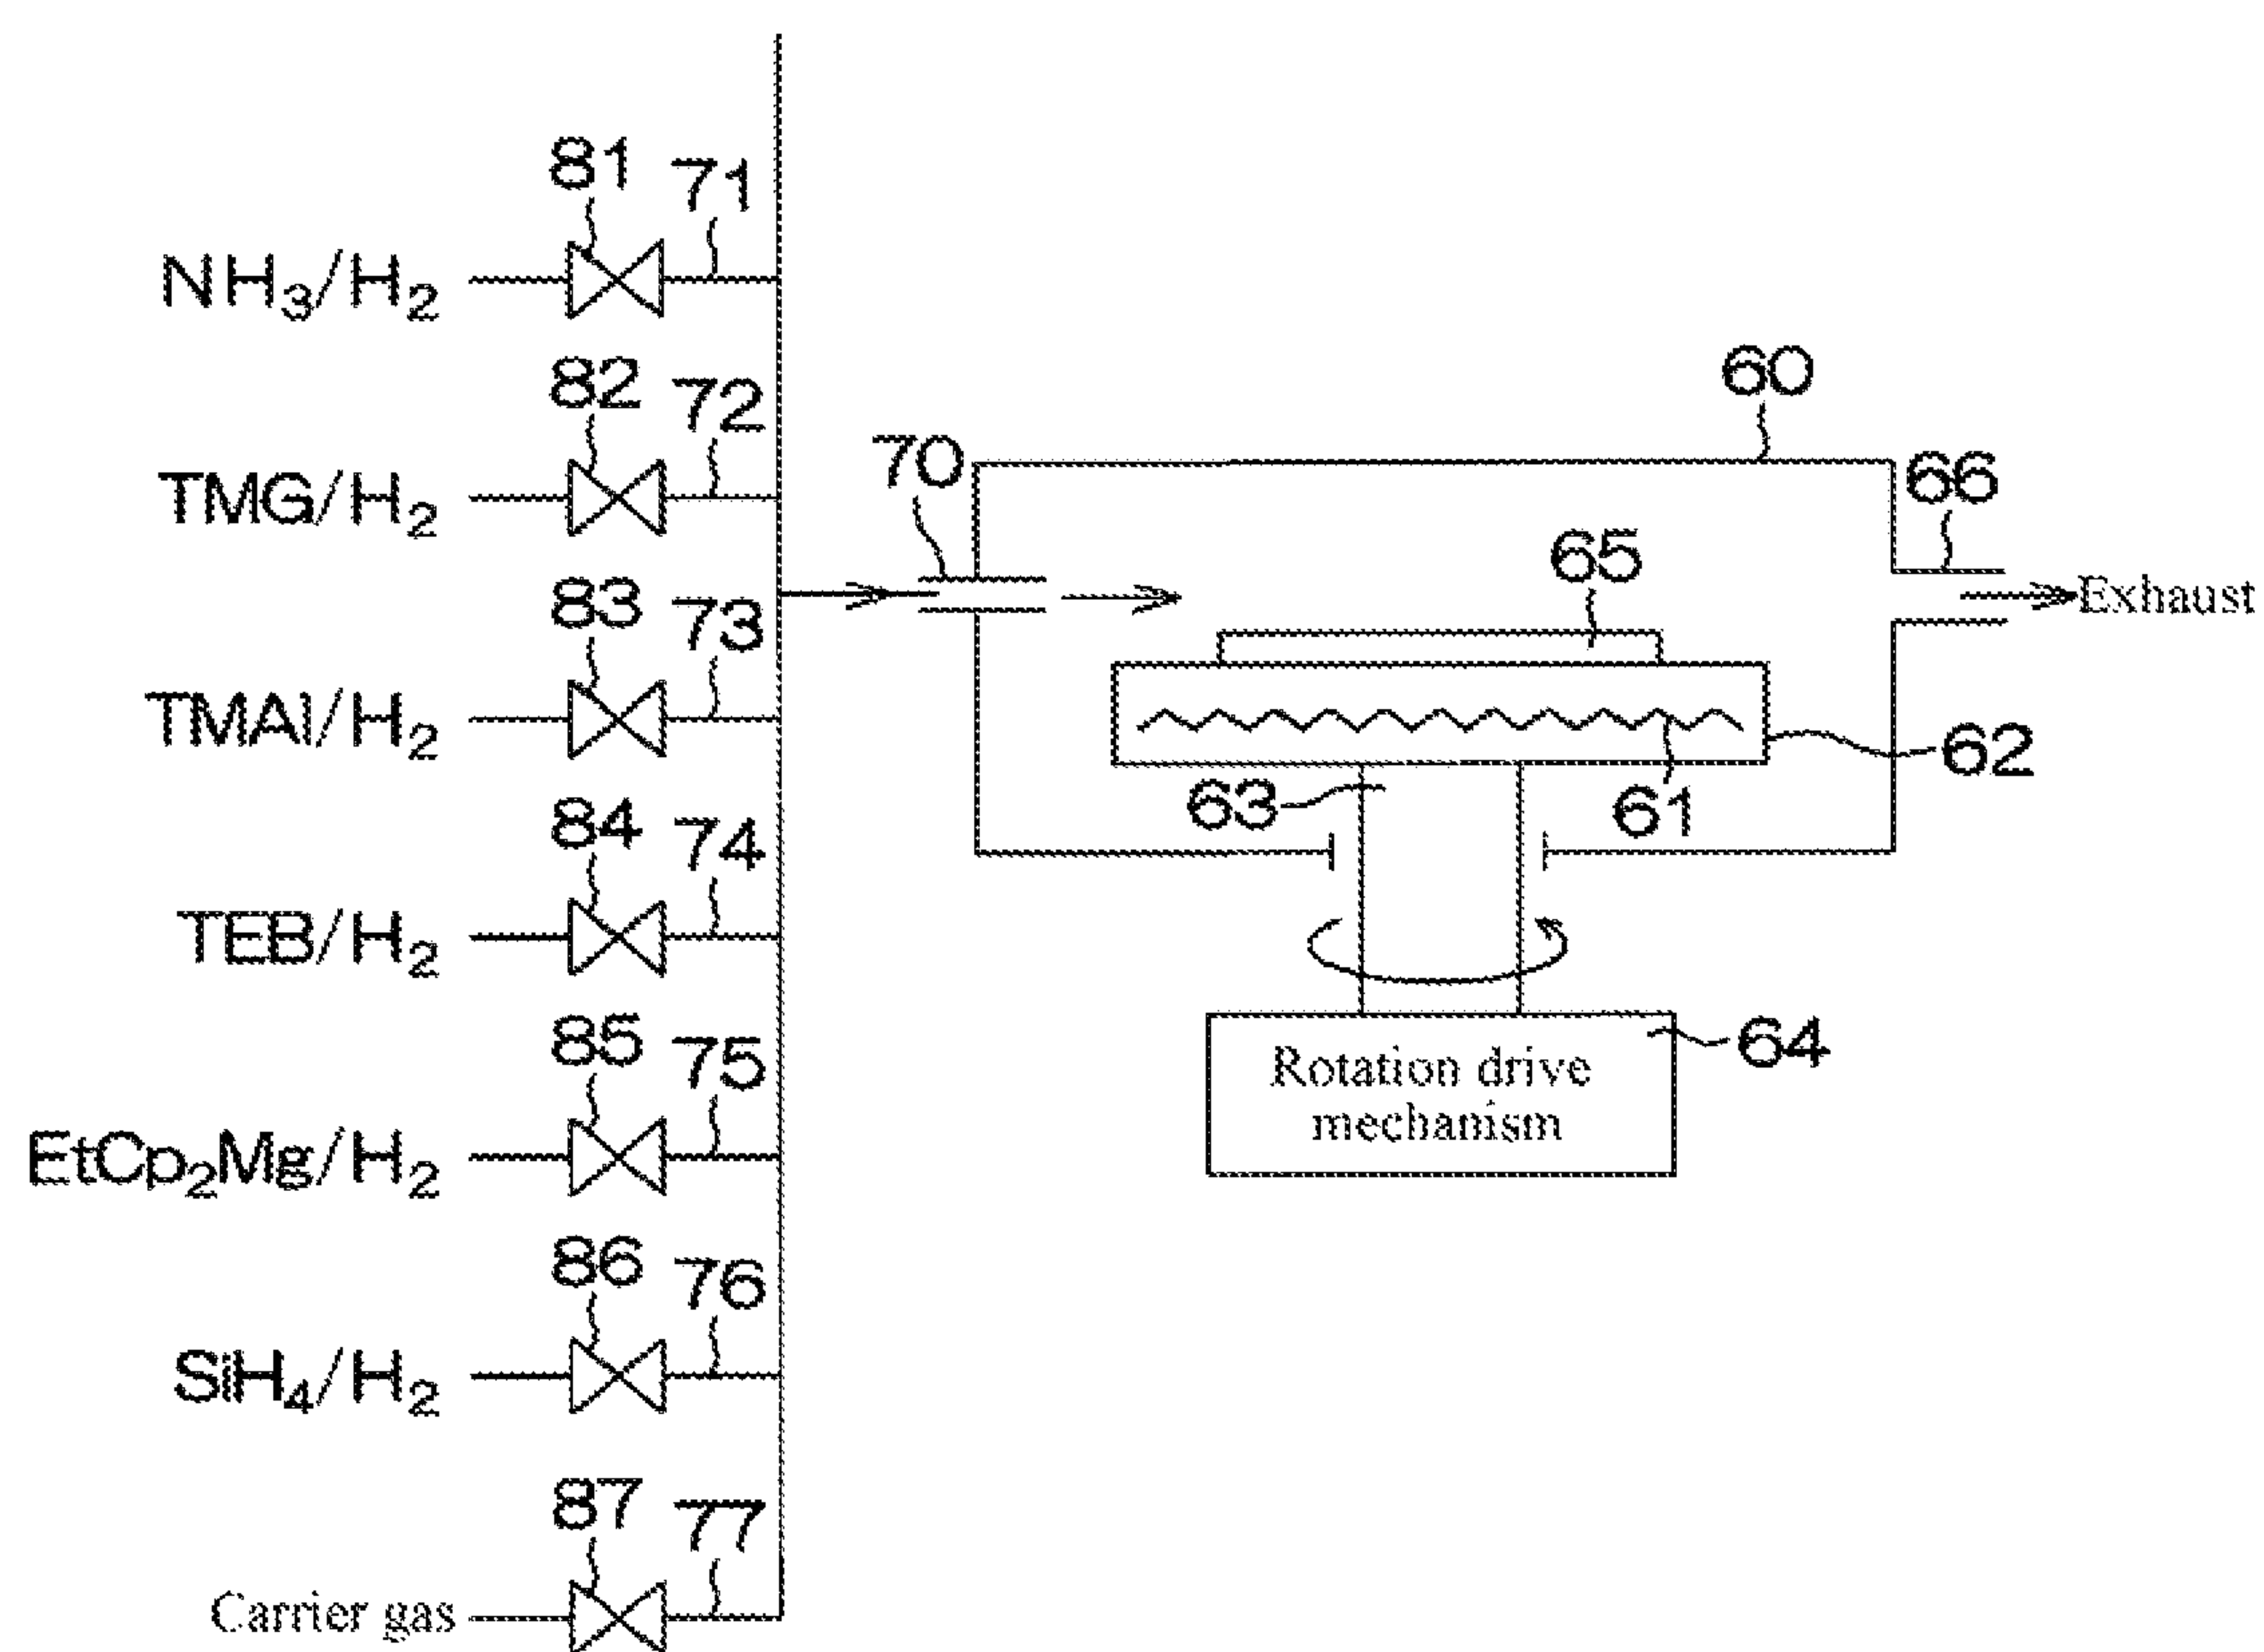 81 71
NH₃/H₂
82 72
TMG/H₂
83 73
TMAl/H₂
84 74
TEB/H₂
85 75
EtCp₂Mg/H₂
86 76
SiH₄/H₂
87 77
Carrier gas
60
70
66
65
Exhaust
62
63
61
64
Rotation drive
mechanism